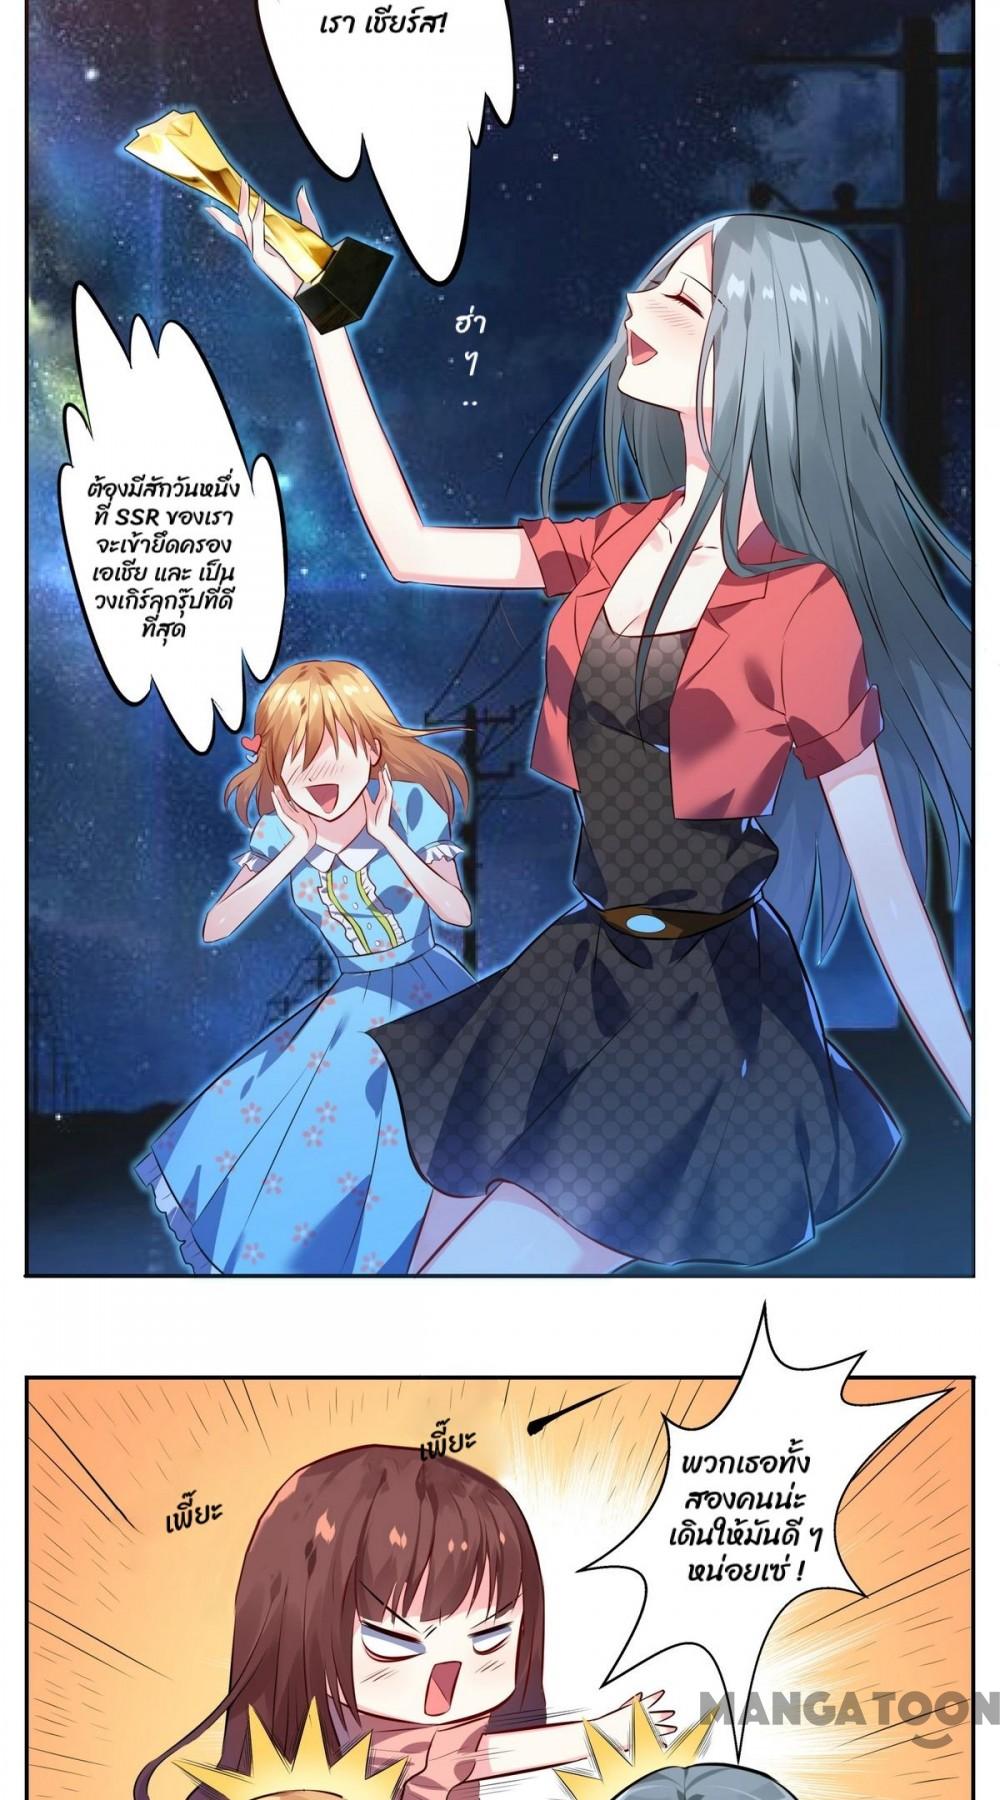 เรา เชียร์ส!
ฮ่า
ๆ
..
ต้องมีสักวันหนึ่ง
ที่ SSR ของเรา
จะเข้ายึดครอง
เอเชีย และ เป็น
วงเกิร์ลกรุ๊ปที่ดี
ที่สุด
เพี๊ยะ
เพี๊ยะ
พวกเธอทั้ง
สองคนน่ะ
เดินให้มันดี ๆ
หน่อยเซ่ !
MANGATOON